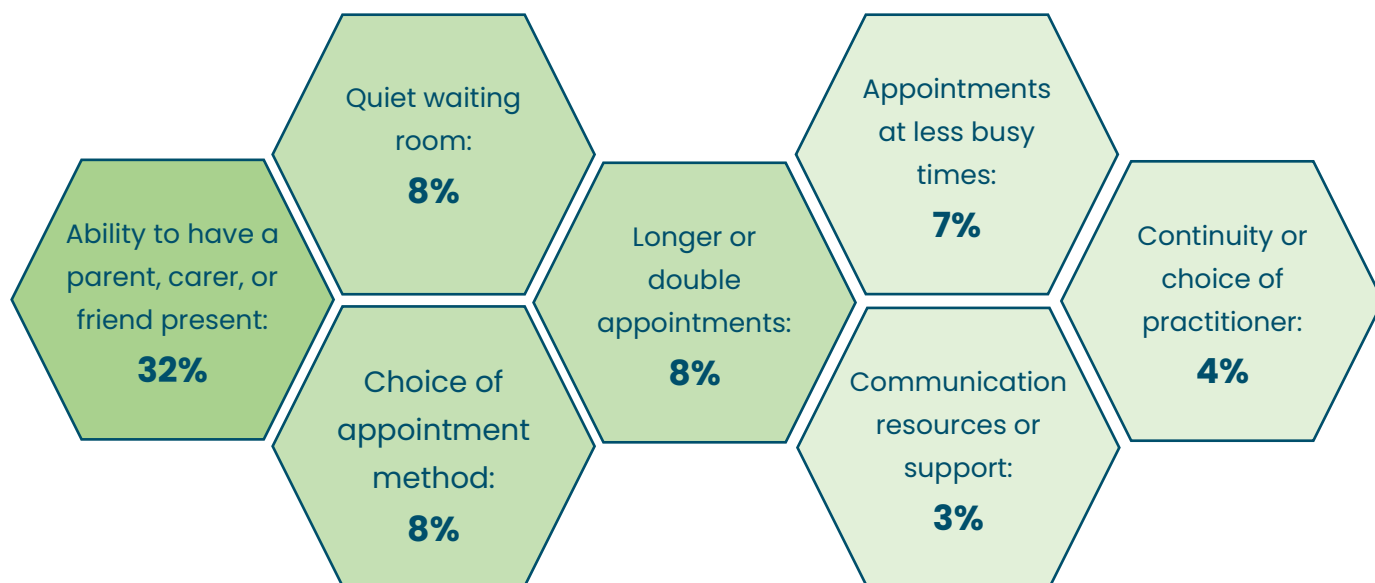 Ability to have a
parent, carer, or
friend present:
32%
Quiet waiting
room:
8%
Choice of
appointment
method:
8%
Longer or
double
appointments:
8%
Appointments
at less busy
times:
7%
Communication
resources or
support:
3%
Continuity or
choice of
practitioner:
4%